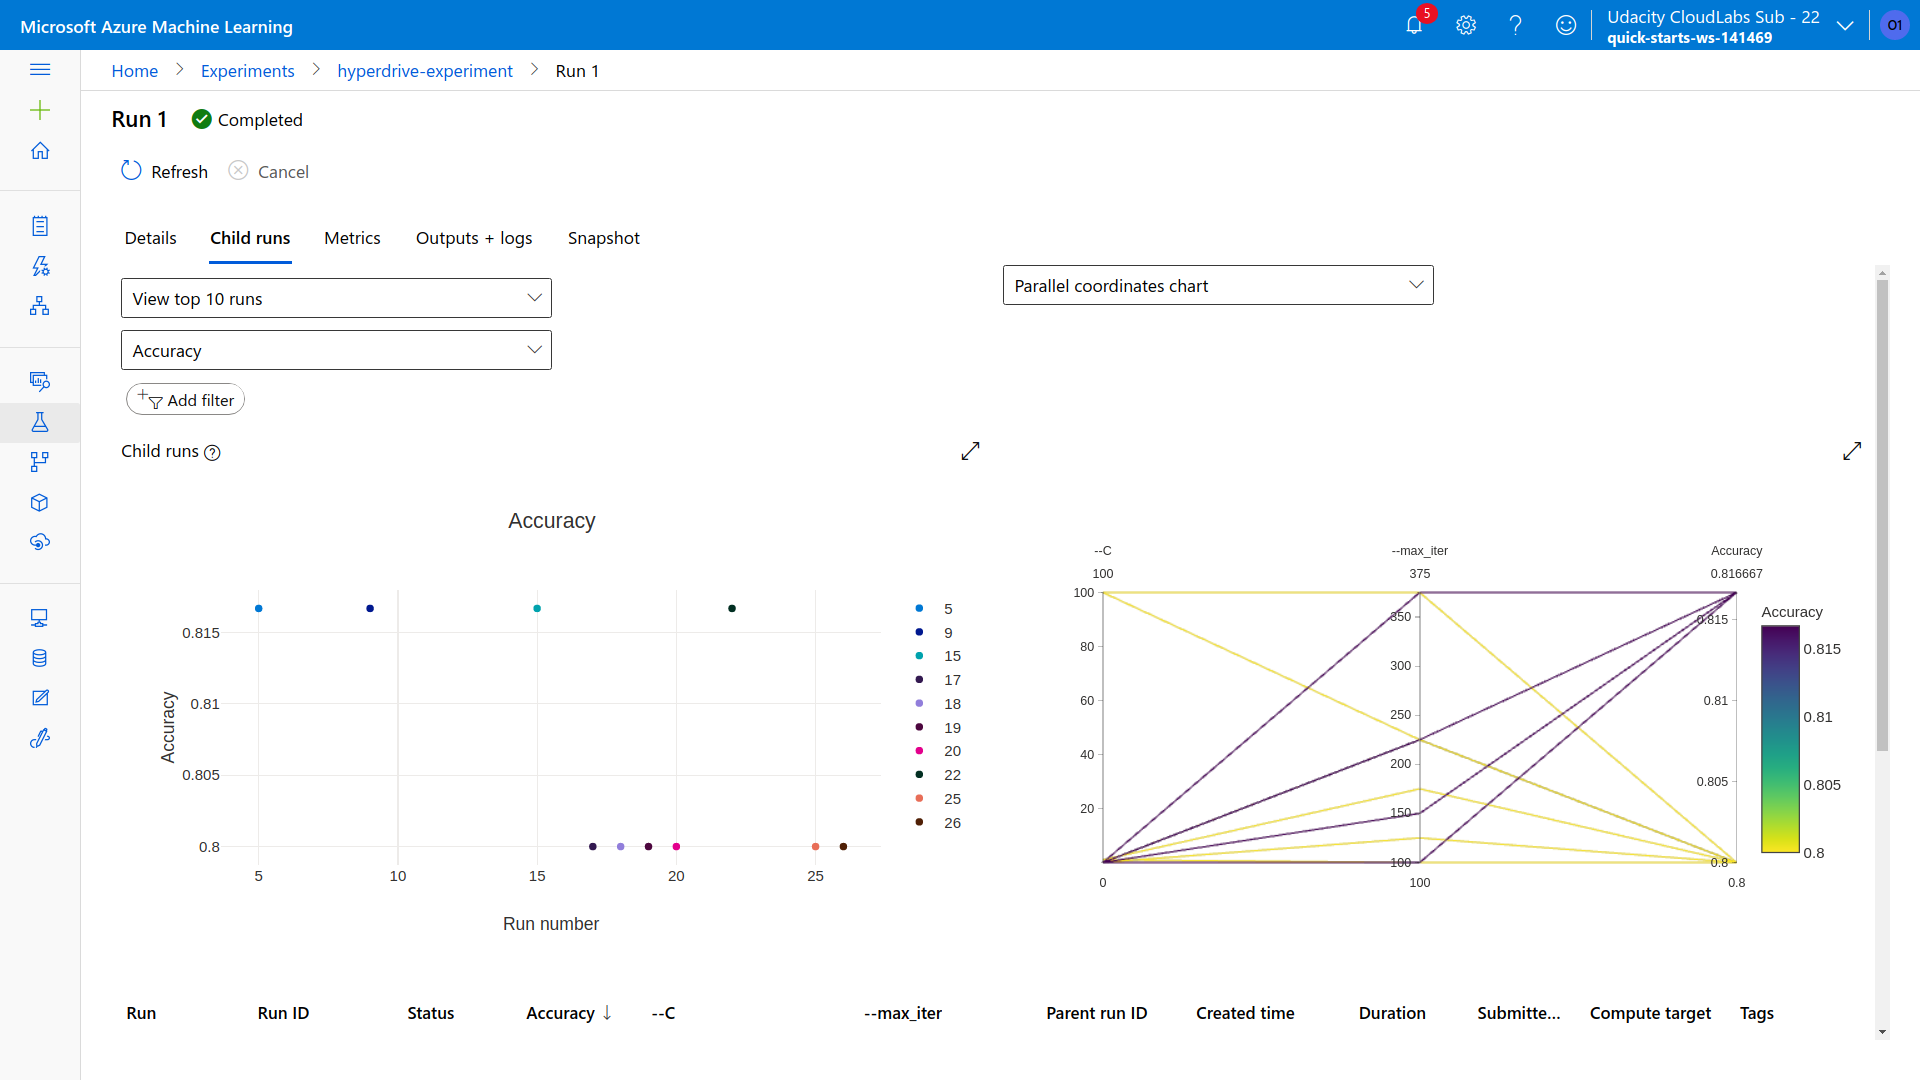 Microsoft Azure Machine Learning
5
Udacity CloudLabs Sub - 22
quick-starts-ws-141469
O1
Home > Experiments > hyperdrive-experiment > Run 1
Run 1 Completed
Refresh Cancel
Details Child runs Metrics Outputs + logs Snapshot
View top 10 runs
Parallel coordinates chart
Accuracy
Add filter
Child runs
Accuracy
Accuracy
0.815
0.81
0.805
0.8
5 10 15 20 25
Run number
5
9
15
17
18
19
20
22
25
26
--C --max_iter Accuracy
100 375 0.816667
100
80
60
40
20
350
300
250
200
150
100
0.815
0.81
0.805
0.8
0 100 0.8
Accuracy
0.815
0.81
0.805
0.8
Run Run ID Status Accuracy ↓ --C --max_iter Parent run ID Created time Duration Submitte... Compute target Tags